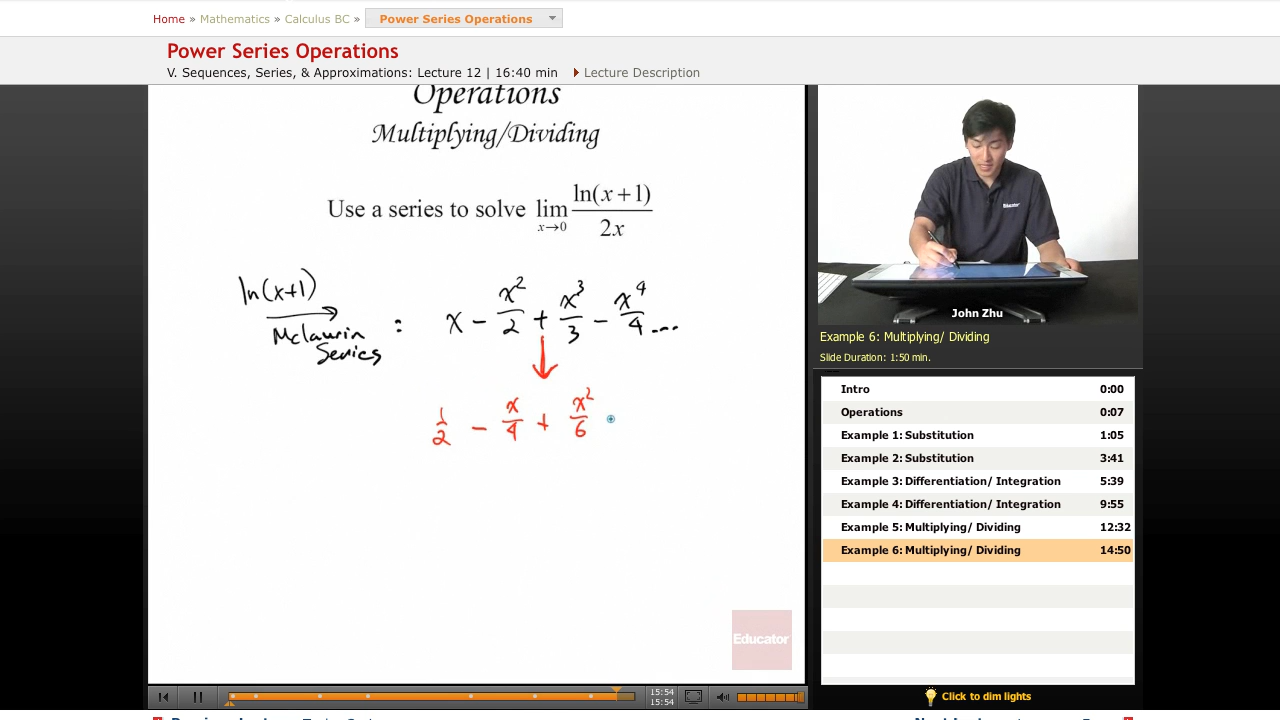 Home » Mathematics » Calculus BC » Power Series Operations
Power Series Operations
V. Sequences, Series, & Approximations: Lecture 12 | 16:40 min Lecture Description
Operations
Multiplying/Dividing
Use a series to solve lim x→0 ln(x+1) / 2x
ln(x+1) → Mclaurin Series : x - x²/2 + x³/3 - x⁴/4 ...
1/2 - x/4 + x²/6
Educator
Educator
John Zhu
Example 6: Multiplying/ Dividing
Slide Duration: 1:50 min.
Intro 0:00
Operations 0:07
Example 1: Substitution 1:05
Example 2: Substitution 3:41
Example 3: Differentiation/ Integration 5:39
Example 4: Differentiation/ Integration 9:55
Example 5: Multiplying/ Dividing 12:32
Example 6: Multiplying/ Dividing 14:50
15:54
15:54
Click to dim lights